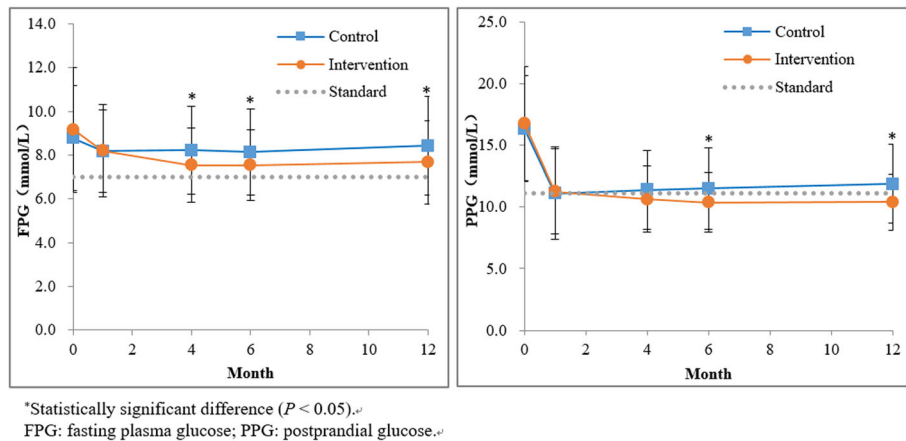 14.0
12.0
10.0
8.0
6.0
4.0
2.0
0.0
FPG（mmol/L）
Control
Intervention
Standard
* * *
0 2 4 6 8 10 12
Month
25.0
20.0
15.0
10.0
5.0
0.0
PPG（mmol/L）
Control
Intervention
Standard
* *
0 2 4 6 8 10 12
Month
*Statistically significant difference (P < 0.05).↵
FPG: fasting plasma glucose; PPG: postprandial glucose.↵